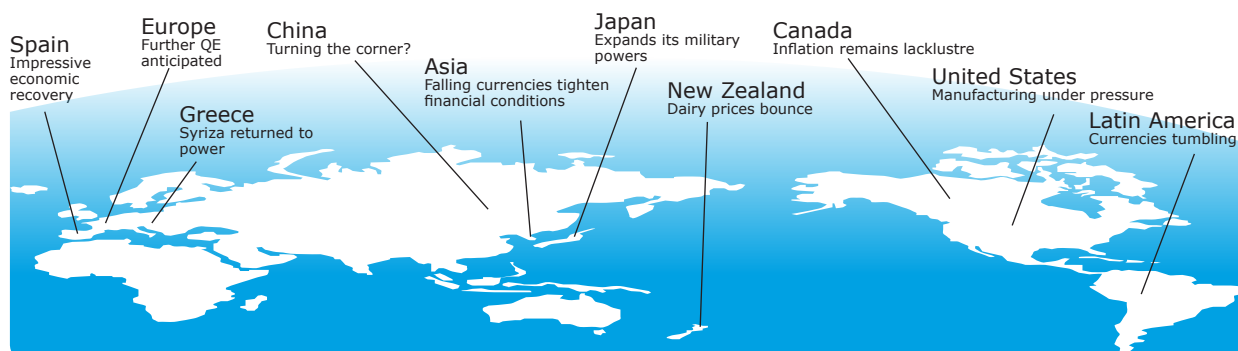 Spain
Impressive
economic
recovery
Europe
Further QE
anticipated
Greece
Syriza returned to
power
China
Turning the corner?
Asia
Falling currencies tighten
financial conditions
Japan
Expands its military
powers
New Zealand
Dairy prices bounce
Canada
Inflation remains lacklustre
United States
Manufacturing under pressure
Latin America
Currencies tumbling